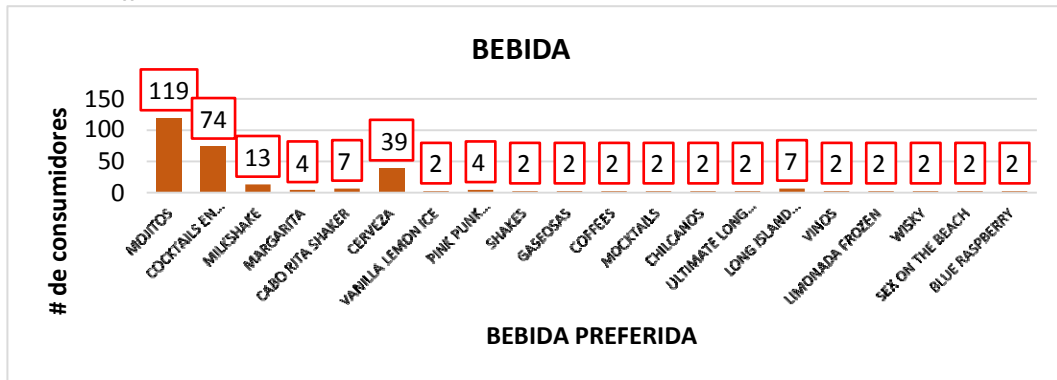 BEBIDA
# de consumidores
150
100
50
0
119
74
13
4
7
39
2
4
2
2
2
2
2
2
7
2
2
2
2
2
MOJITOS
COCKTAILS EN...
MILKSHAKE
MARGARITA
CABO RITA SHAKER
CERVEZA
VANILLA LEMON ICE
PINK PUNK...
SHAKES
GASEOSAS
COFFEES
MOCKTAILS
CHILCANOS
ULTIMATE LONG...
LONG ISLAND...
VINOS
LIMONADA FROZEN
WISKY
SEX ON THE BEACH
BLUE RASPBERRY
BEBIDA PREFERIDA